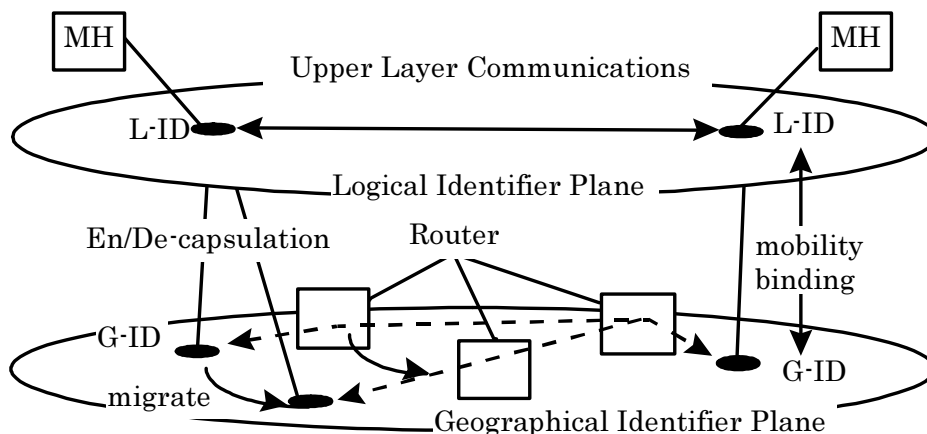 MH
MH
Upper Layer Communications
L-ID
L-ID
Logical Identifier Plane
En/De-capsulation
Router
mobility
binding
G-ID
G-ID
migrate
Geographical Identifier Plane